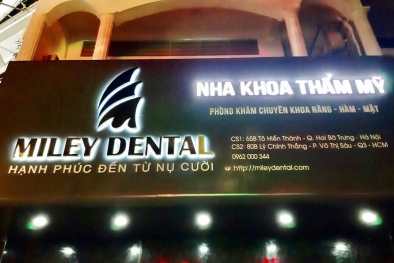 NHA KHOA THẨM MỸ
PHÒNG KHÁM CHUYÊN KHOA RĂNG - HÀM - MẶT
MILEY DENTAL
HẠNH PHÚC ĐẾN TỪ NỤ CƯỜI
CS1: 65B Tô Hiến Thành - Q. Hai Bà Trưng - Hà Nội
CS2: 80B Lý Chính Thắng - P. Võ Thị Sáu - Q3 - HCM
0962 000 344
http://mileydental.com